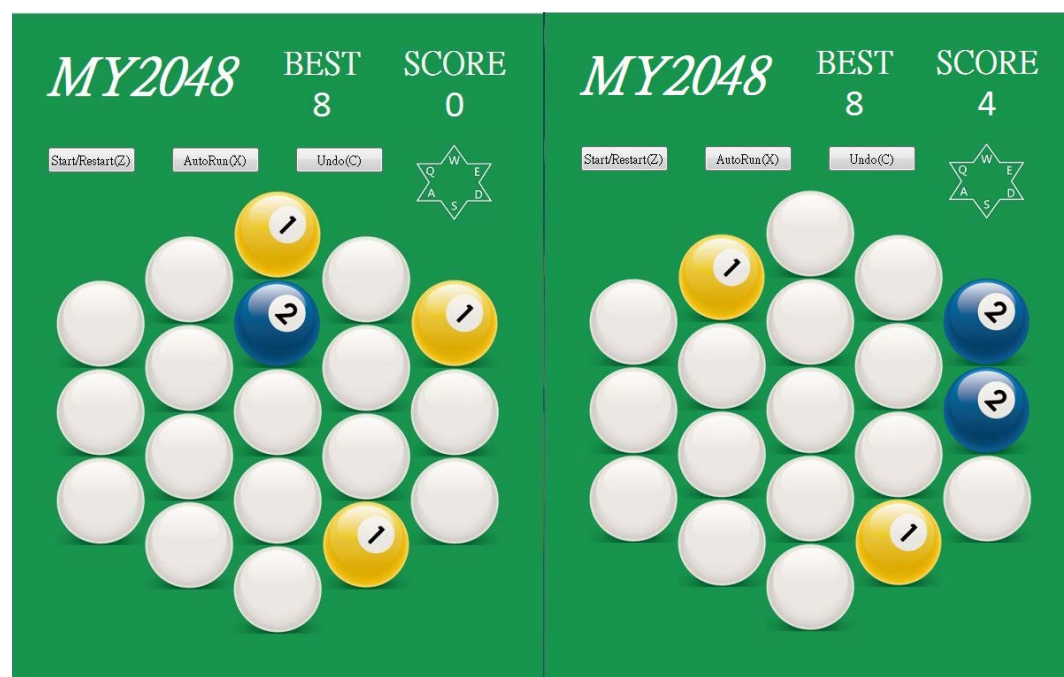 MY2048 BEST SCORE
8 0
Start/Restart(Z) AutoRun(X) Undo(C)
W
Q E
A D
S
1
2 1
1
MY2048 BEST SCORE
8 4
Start/Restart(Z) AutoRun(X) Undo(C)
W
Q E
A D
S
1
2
2
1